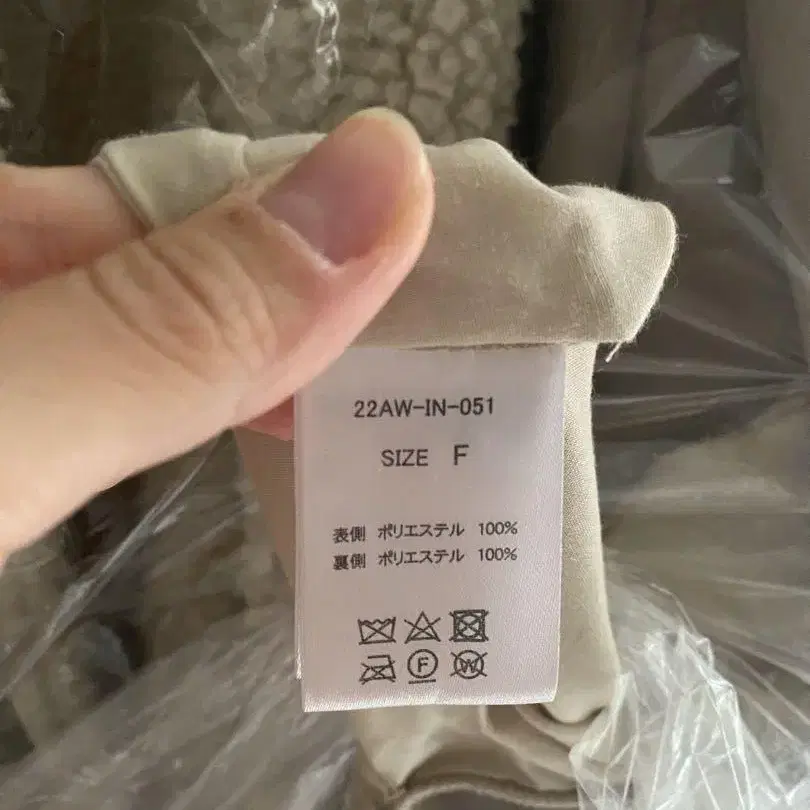 22AW-IN-051
SIZE F
表側 ポリエステル 100%
裏側 ポリエステル 100%
F W